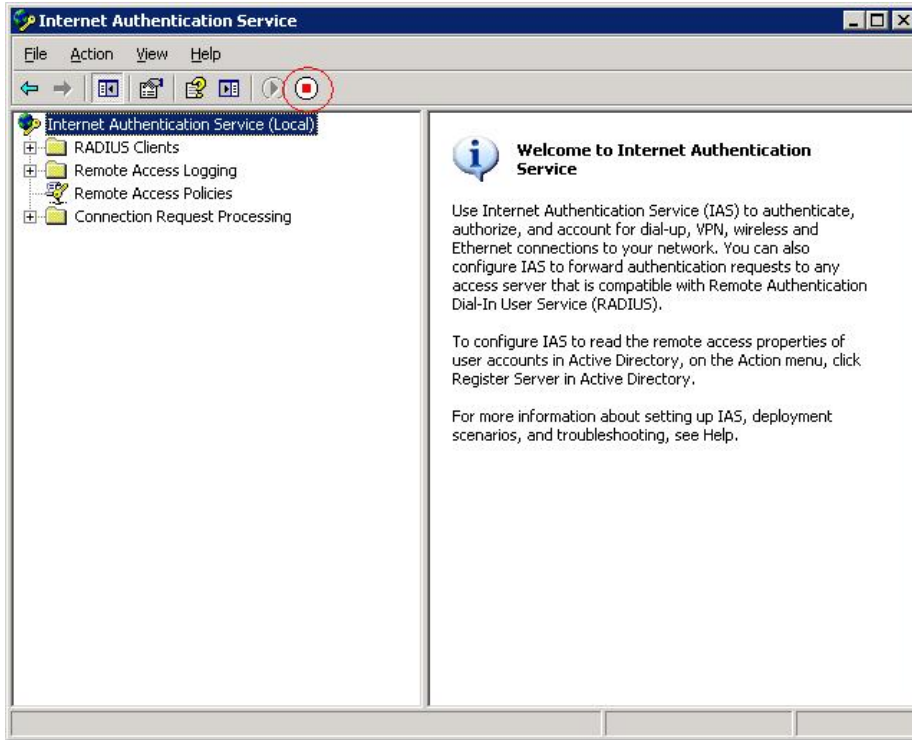 Internet Authentication Service
File Action View Help
Internet Authentication Service (Local)
RADIUS Clients
Remote Access Logging
Remote Access Policies
Connection Request Processing
Welcome to Internet Authentication
Service
Use Internet Authentication Service (IAS) to authenticate,
authorize, and account for dial-up, VPN, wireless and
Ethernet connections to your network. You can also
configure IAS to forward authentication requests to any
access server that is compatible with Remote Authentication
Dial-In User Service (RADIUS).
To configure IAS to read the remote access properties of
user accounts in Active Directory, on the Action menu, click
Register Server in Active Directory.
For more information about setting up IAS, deployment
scenarios, and troubleshooting, see Help.